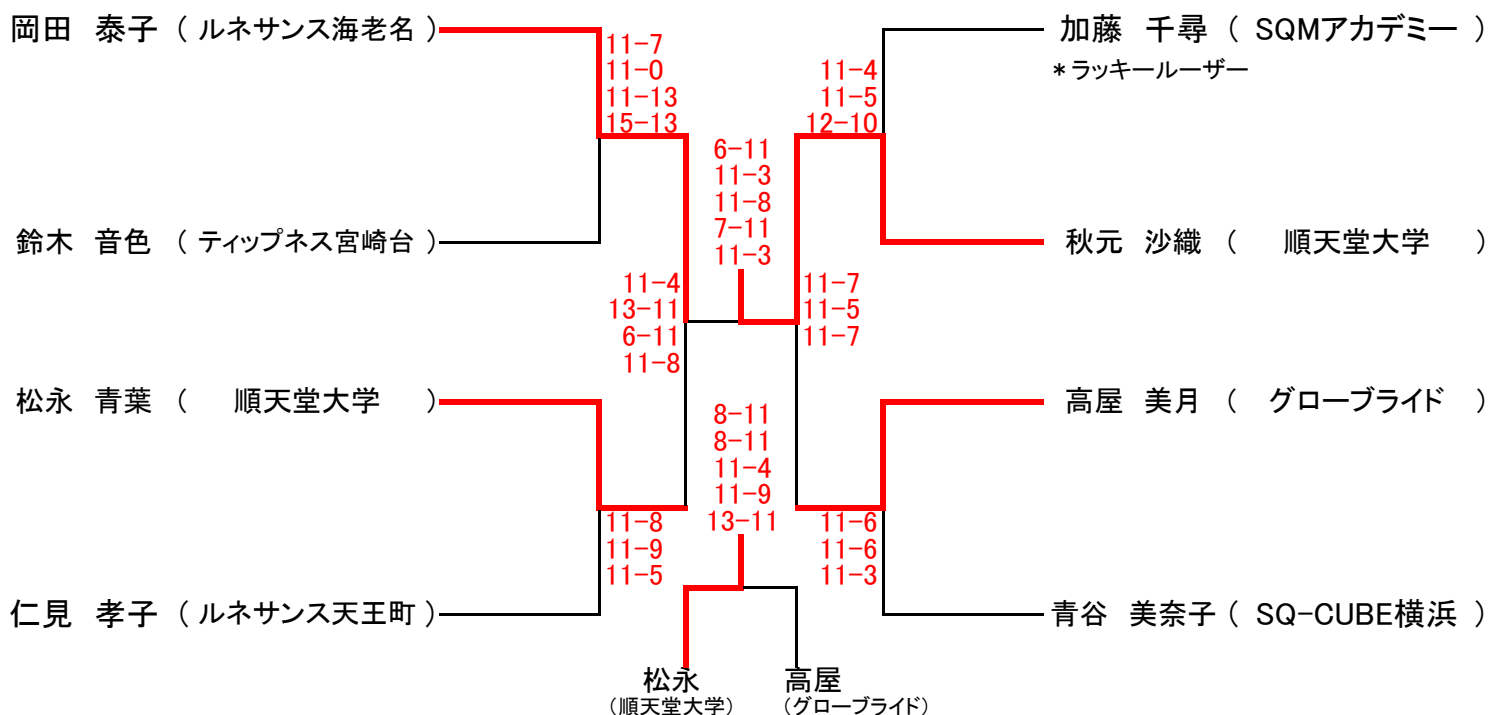 岡田 泰子 ( ルネサンス海老名 )
11-7
11-0
11-13
15-13
鈴木 音色 ( ティップネス宮崎台 )
11-4
13-11
6-11
11-8
松永 青葉 ( 順天堂大学 )
11-8
11-9
11-5
仁見 孝子 ( ルネサンス天王町 )
6-11
11-3
11-8
7-11
11-3
8-11
8-11
11-4
11-9
13-11
松永
(順天堂大学)
高屋
(グローブライド)
加藤 千尋 ( SQMアカデミー )
*ラッキールーザー
11-4
11-5
12-10
秋元 沙織 ( 順天堂大学 )
11-7
11-5
11-7
高屋 美月 ( グローブライド )
11-6
11-6
11-3
青谷 美奈子 ( SQ-CUBE横浜 )